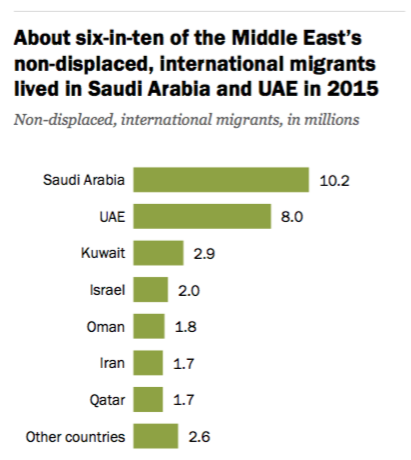 About six-in-ten of the Middle East's
non-displaced, international migrants
lived in Saudi Arabia and UAE in 2015
Non-displaced, international migrants, in millions
Saudi Arabia 10.2
UAE 8.0
Kuwait 2.9
Israel 2.0
Oman 1.8
Iran 1.7
Qatar 1.7
Other countries 2.6